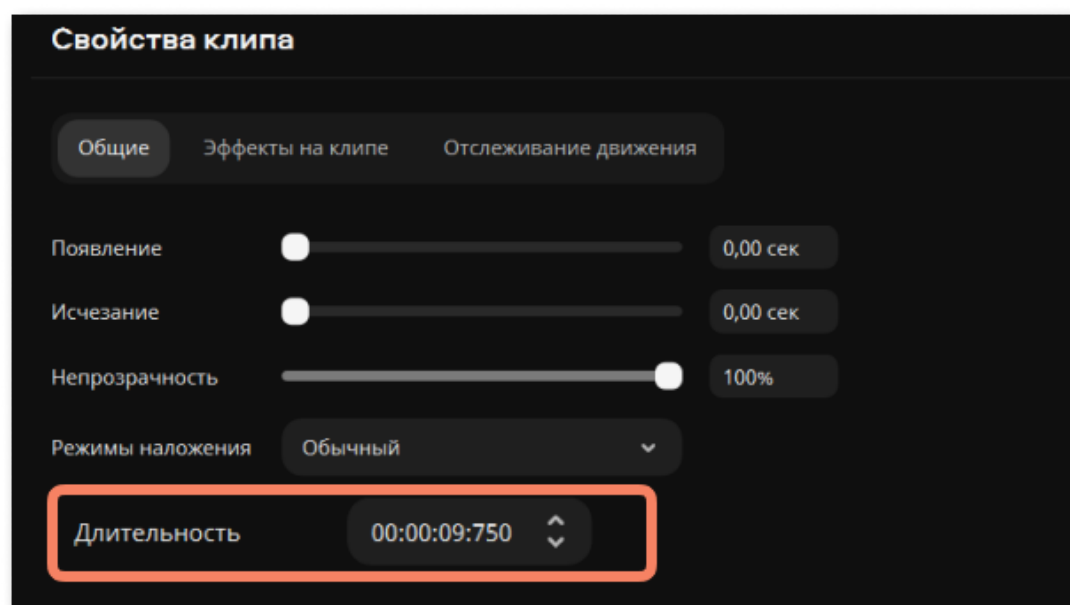 Свойства клипа
Общие Эффекты на клипе Отслеживание движения
Появление 0,00 сек
Исчезание 0,00 сек
Непрозрачность 100%
Режимы наложения Обычный
Длительность 00:00:09:750